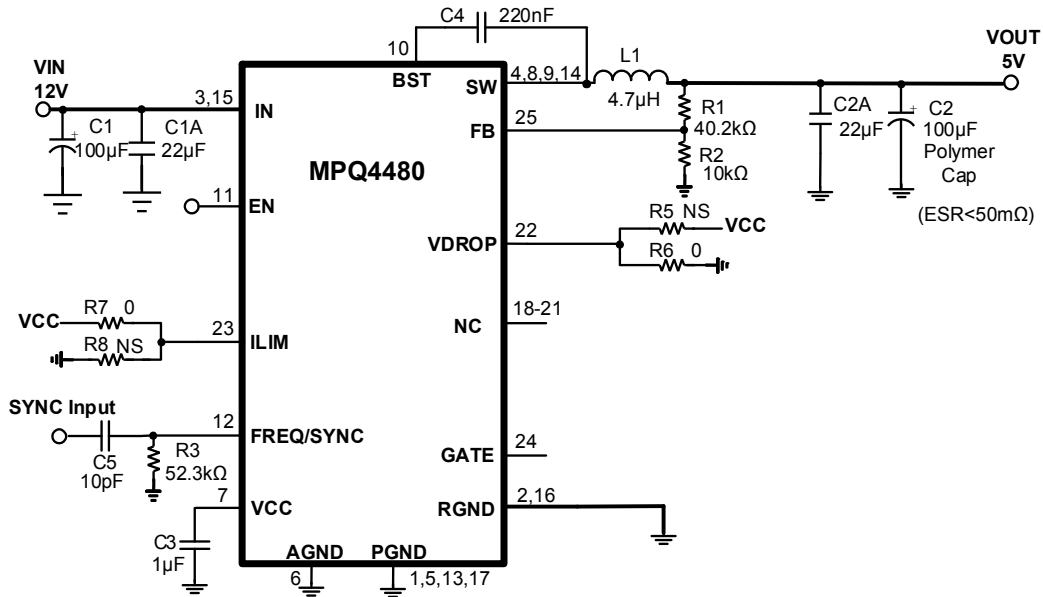 C4 220nF
10
BST
VIN
12V
3,15
IN
C1
100µF
+
C1A
22µF
SW
4,8,9,14
L1
4.7µH
VOUT
5V
FB
25
R1
40.2kΩ
R2
10kΩ
C2A
22µF
+
C2
100µF
Polymer
Cap
(ESR<50mΩ)
MPQ4480
11
EN
VDROP
22
R5 NS
VCC
R6 0
NC
18-21
VCC
R7 0
R8 NS
23
ILIM
SYNC Input
C5
10pF
12
FREQ/SYNC
R3
52.3kΩ
GATE
24
7
VCC
RGND
2,16
C3
1µF
AGND
PGND
6
1,5,13,17